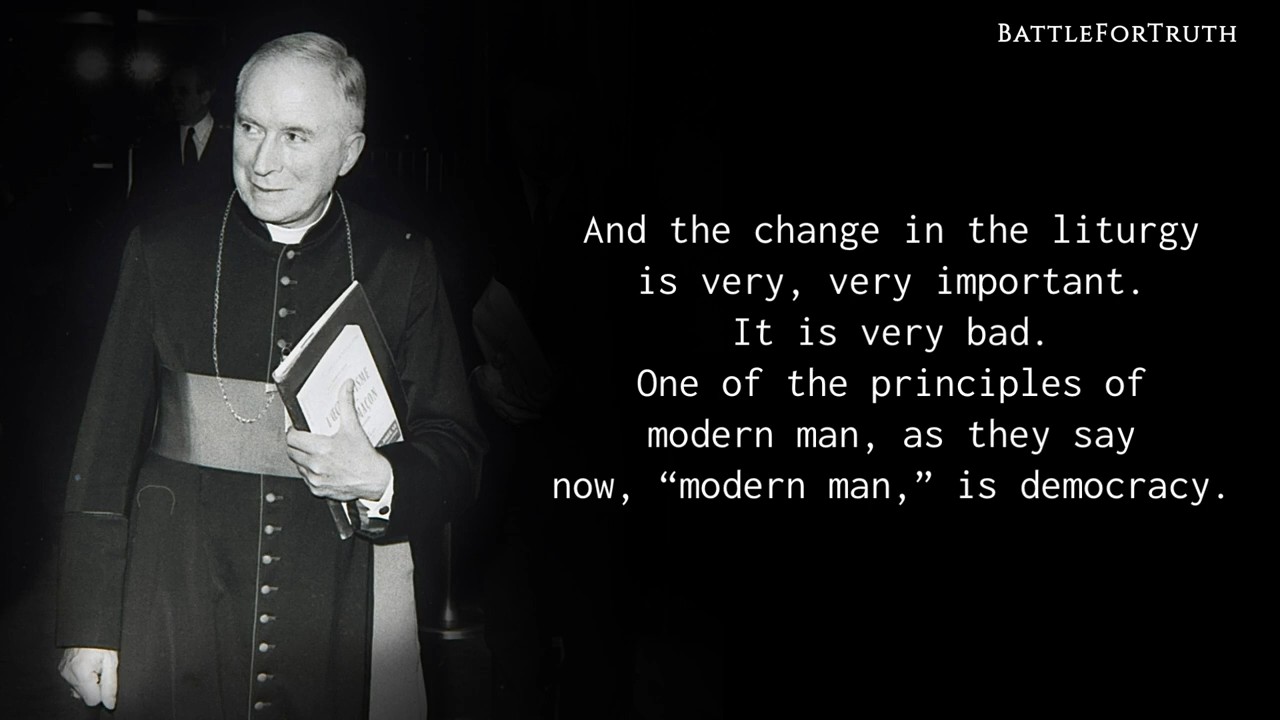 BATTLEFORTRUTH
And the change in the liturgy
is very, very important.
It is very bad.
One of the principles of
modern man, as they say
now, “modern man,” is democracy.